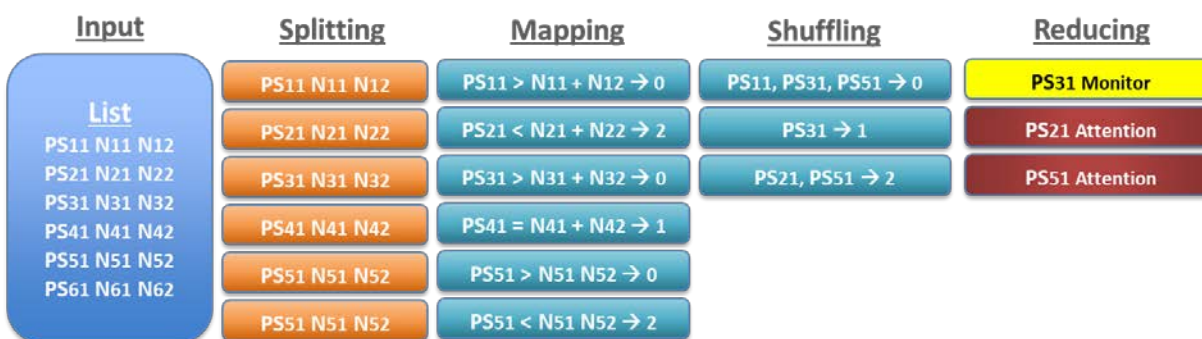 Input
Splitting
Mapping
Shuffling
Reducing
List
PS11 N11 N12
PS21 N21 N22
PS31 N31 N32
PS41 N41 N42
PS51 N51 N52
PS61 N61 N62
PS11 N11 N12
PS21 N21 N22
PS31 N31 N32
PS41 N41 N42
PS51 N51 N52
PS51 N51 N52
PS11 > N11 + N12 → 0
PS21 < N21 + N22 → 2
PS31 > N31 + N32 → 0
PS41 = N41 + N42 → 1
PS51 > N51 N52 → 0
PS51 < N51 N52 → 2
PS11, PS31, PS51 → 0
PS31 → 1
PS21, PS51 → 2
PS31 Monitor
PS21 Attention
PS51 Attention